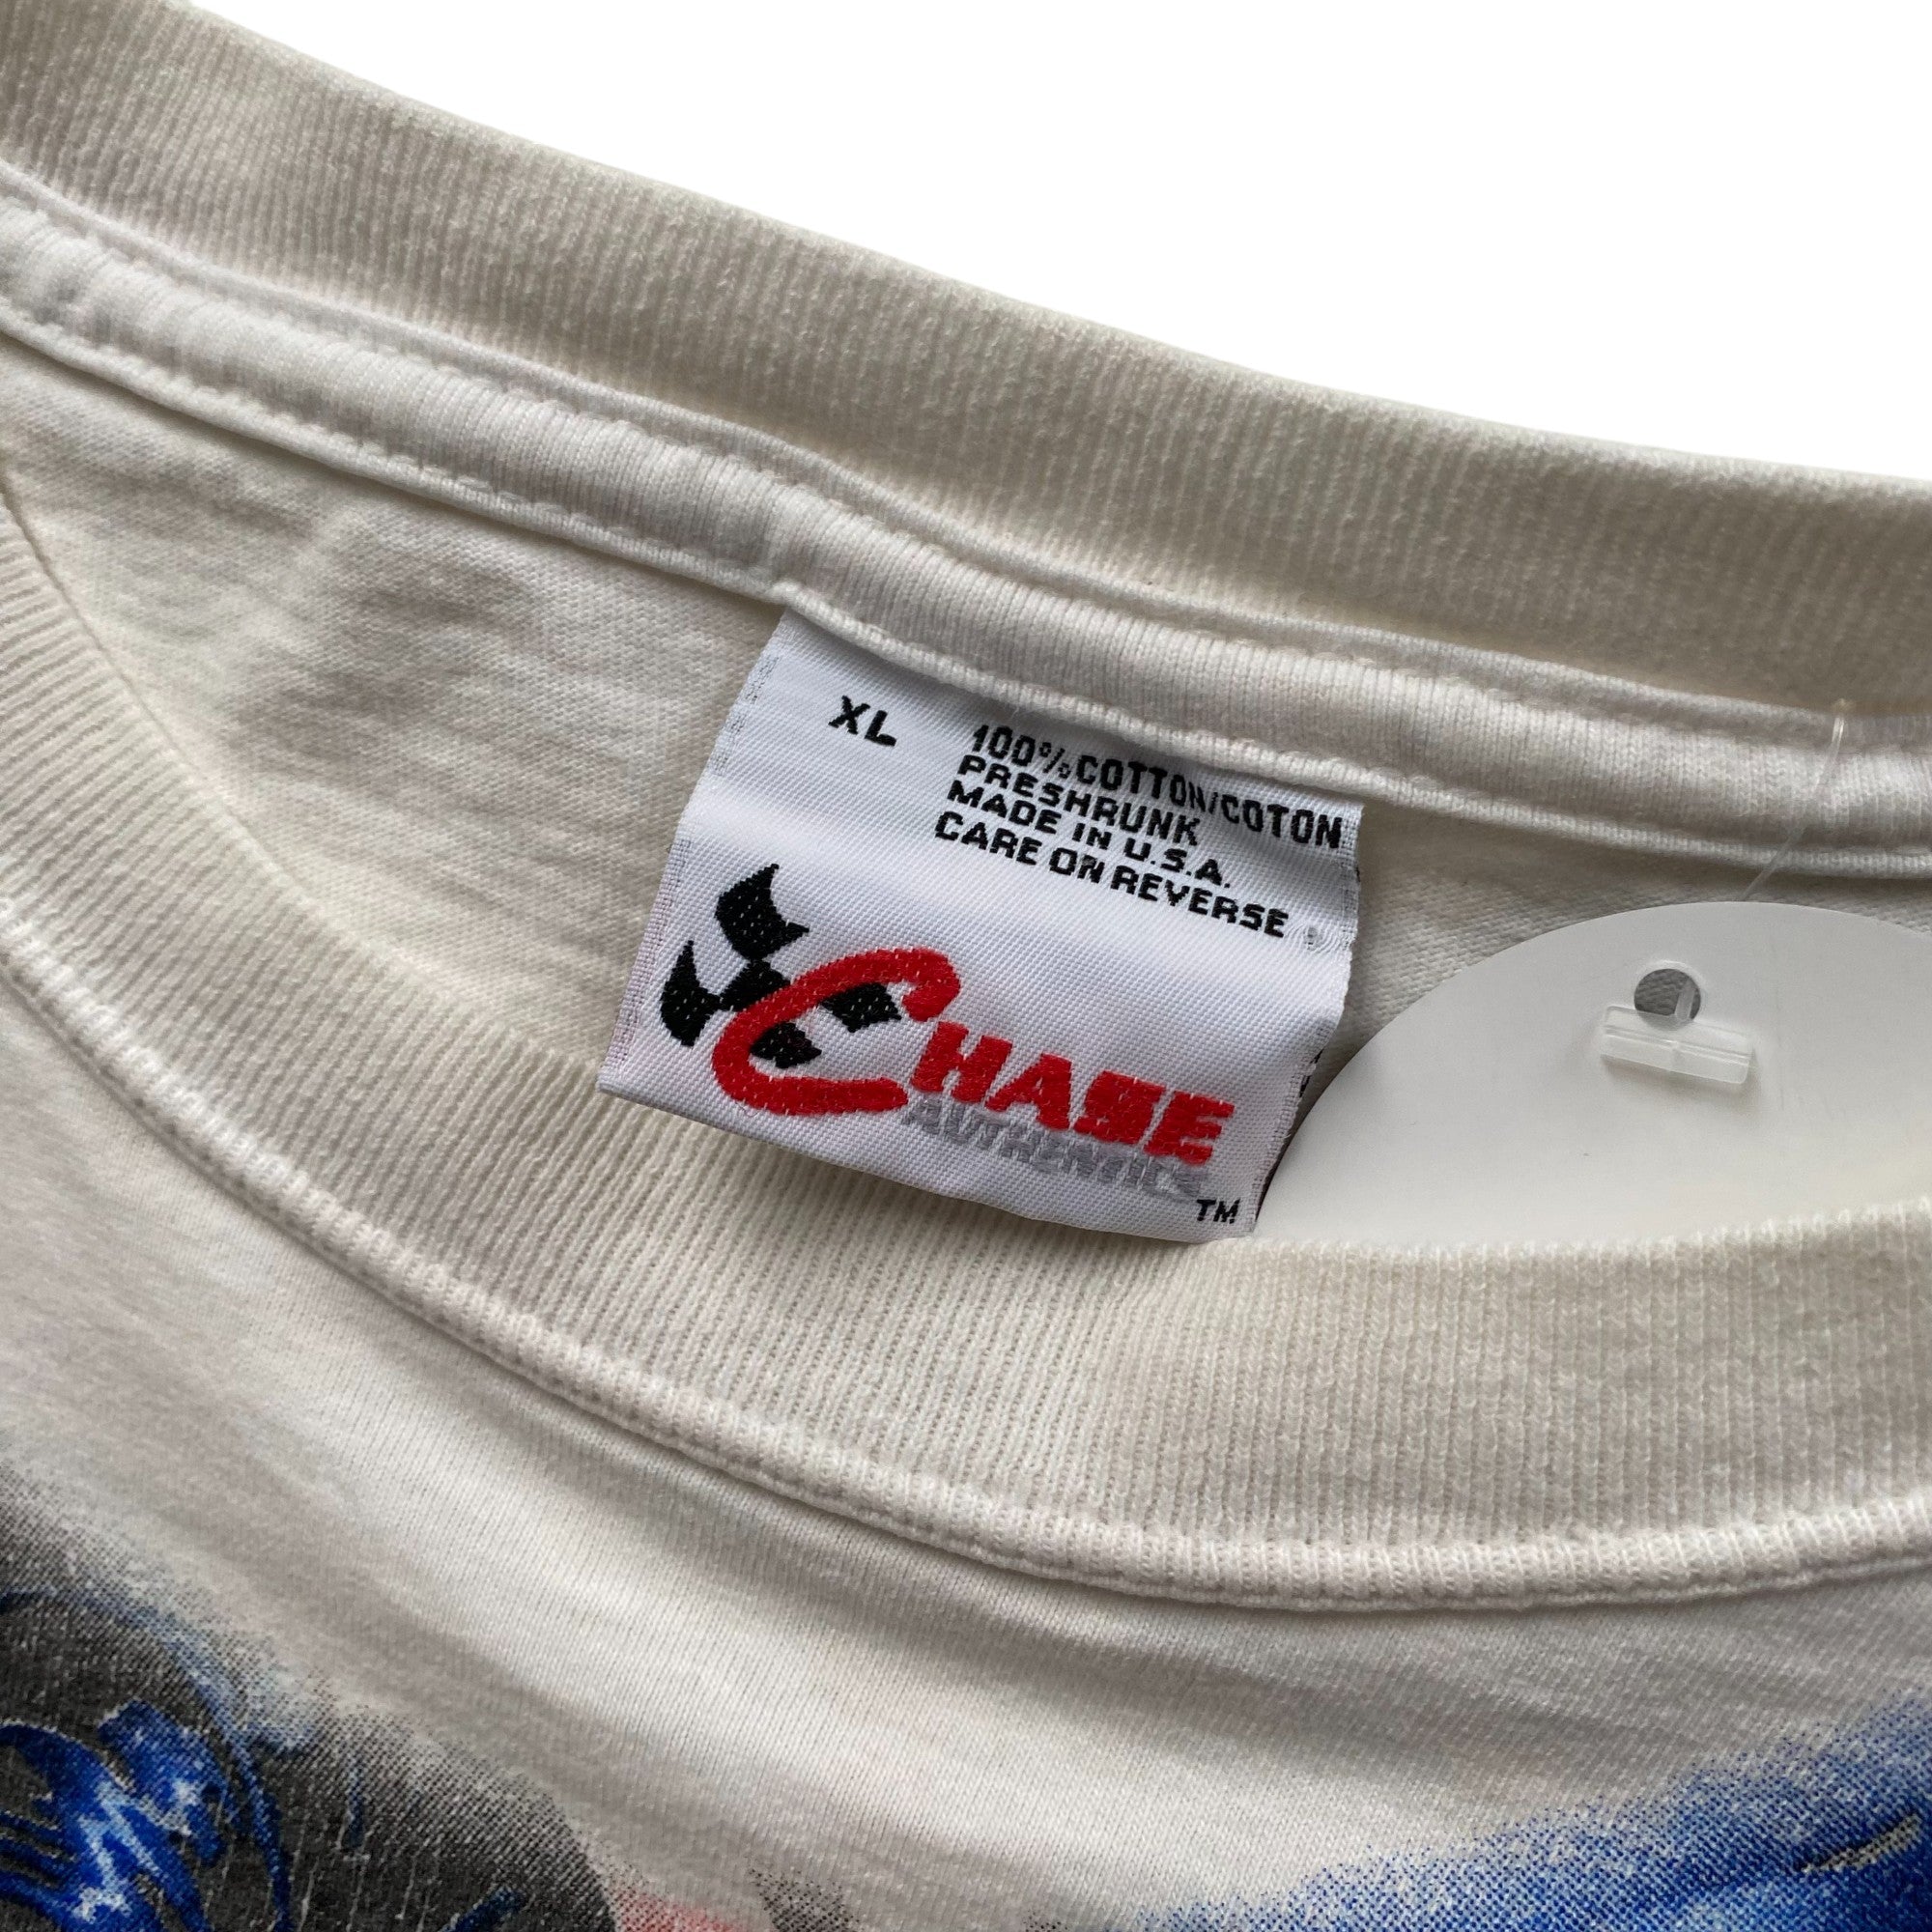 XL
100% COTTON/COTON
PRESHRUNK
MADE IN U.S.A.
CARE ON REVERSE
CHASE
AUTHENTICS
TM